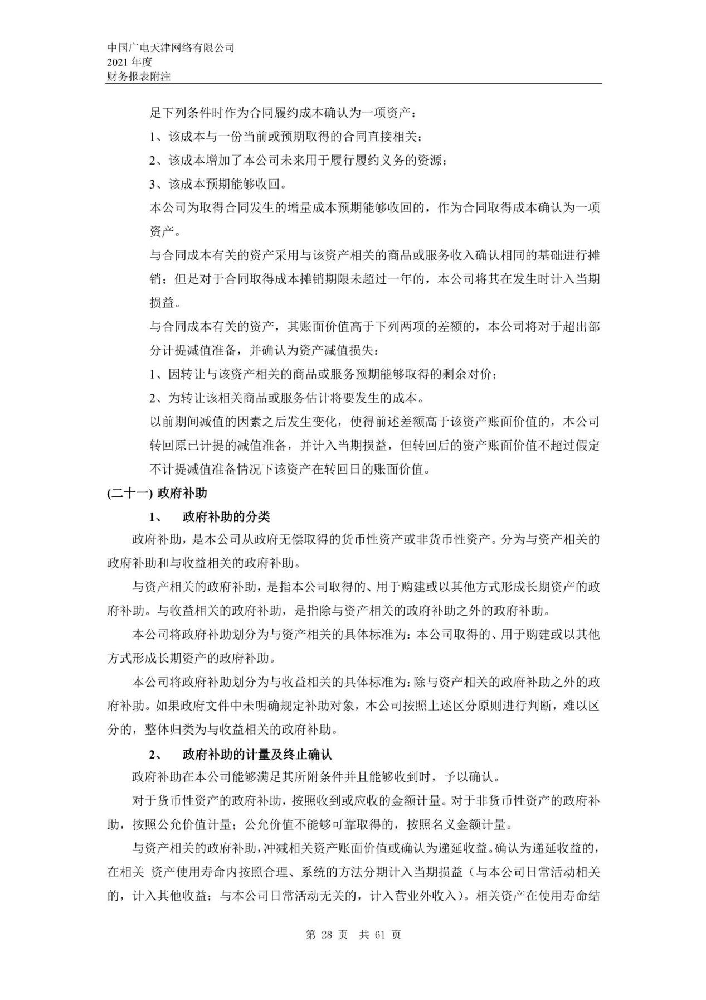 中国广电天津网络有限公司
2021 年度
财务报表附注
足下列条件时作为合同履约成本确认为一项资产：
1、该成本与一份当前或预期取得的合同直接相关；
2、该成本增加了本公司未来用于履行履约义务的资源；
3、该成本预期能够收回。
本公司为取得合同发生的增量成本预期能够收回的，作为合同取得成本确认为一项
资产。
与合同成本有关的资产采用与该资产相关的商品或服务收入确认相同的基础进行摊
销；但是对于合同取得成本摊销期限未超过一年的，本公司将其在发生时计入当期
损益。
与合同成本有关的资产，其账面价值高于下列两项的差额的，本公司将对于超出部
分计提减值准备，并确认为资产减值损失：
1、因转让与该资产相关的商品或服务预期能够取得的剩余对价；
2、为转让该相关商品或服务估计将要发生的成本。
以前期间减值的因素之后发生变化，使得前述差额高于该资产账面价值的，本公司
转回原已计提的减值准备，并计入当期损益，但转回后的资产账面价值不超过假定
不计提减值准备情况下该资产在转回日的账面价值。
(二十一) 政府补助
1、 政府补助的分类
政府补助，是本公司从政府无偿取得的货币性资产或非货币性资产。分为与资产相关的
政府补助和与收益相关的政府补助。
与资产相关的政府补助，是指本公司取得的、用于购建或以其他方式形成长期资产的政
府补助。与收益相关的政府补助，是指除与资产相关的政府补助之外的政府补助。
本公司将政府补助划分为与资产相关的具体标准为：本公司取得的、用于购建或以其他
方式形成长期资产的政府补助。
本公司将政府补助划分为与收益相关的具体标准为：除与资产相关的政府补助之外的政
府补助。如果政府文件中未明确规定补助对象，本公司按照上述区分原则进行判断，难以区
分的，整体归类为与收益相关的政府补助。
2、 政府补助的计量及终止确认
政府补助在本公司能够满足其所附条件并且能够收到时，予以确认。
对于货币性资产的政府补助，按照收到或应收的金额计量。对于非货币性资产的政府补
助，按照公允价值计量；公允价值不能够可靠取得的，按照名义金额计量。
与资产相关的政府补助，冲减相关资产账面价值或确认为递延收益。确认为递延收益的，
在相关 资产使用寿命内按照合理、系统的方法分期计入当期损益（与本公司日常活动相关
的，计入其他收益；与本公司日常活动无关的，计入营业外收入）。相关资产在使用寿命结
第 28 页 共 61 页